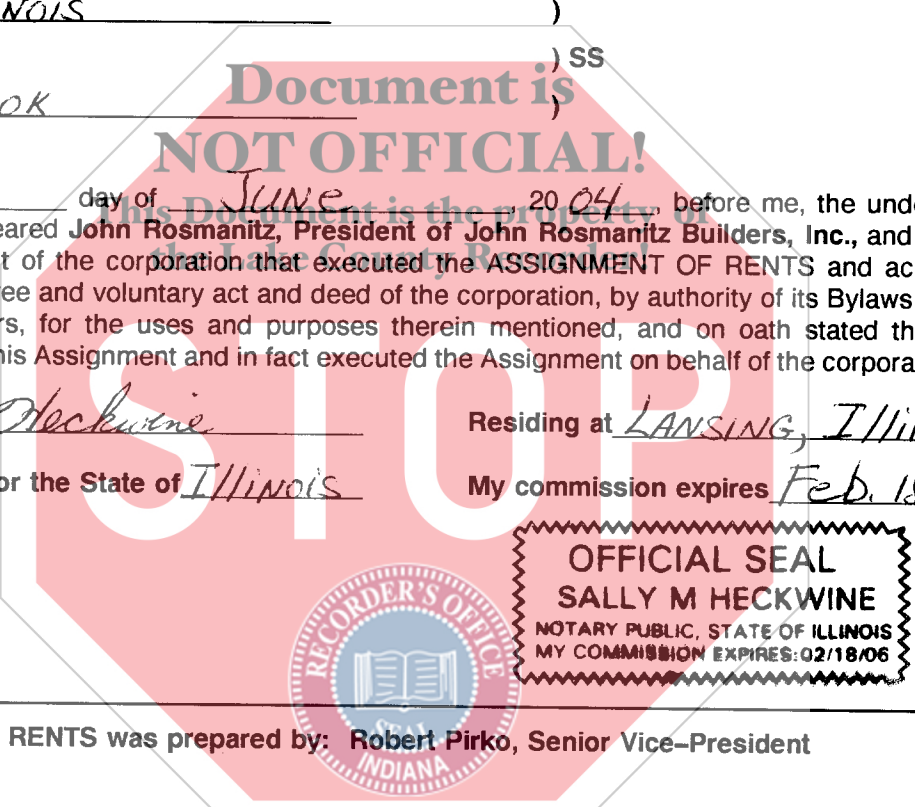 NOIS )
) SS
OK )
Document is
NOT OFFICIAL!
This Document is the property of
the Lake County Recorder!
day of JUNE, 20 04, before me, the unde
eared John Rosmanitz, President of John Rosmanitz Builders, Inc., and
t of the corporation that executed the ASSIGNMENT OF RENTS and ac
ee and voluntary act and deed of the corporation, by authority of its Bylaws
rs, for the uses and purposes therein mentioned, and on oath stated th
his Assignment and in fact executed the Assignment on behalf of the corpora
STOP
Heckwine Residing at LANSING, Illin
or the State of Illinois My commission expires Feb. 18
OFFICIAL SEAL
SALLY M HECKWINE
NOTARY PUBLIC, STATE OF ILLINOIS
MY COMMISSION EXPIRES:02/18/06
RECORDER'S OFFICE
SEAL
INDIANA
RENTS was prepared by: Robert Pirko, Senior Vice-President